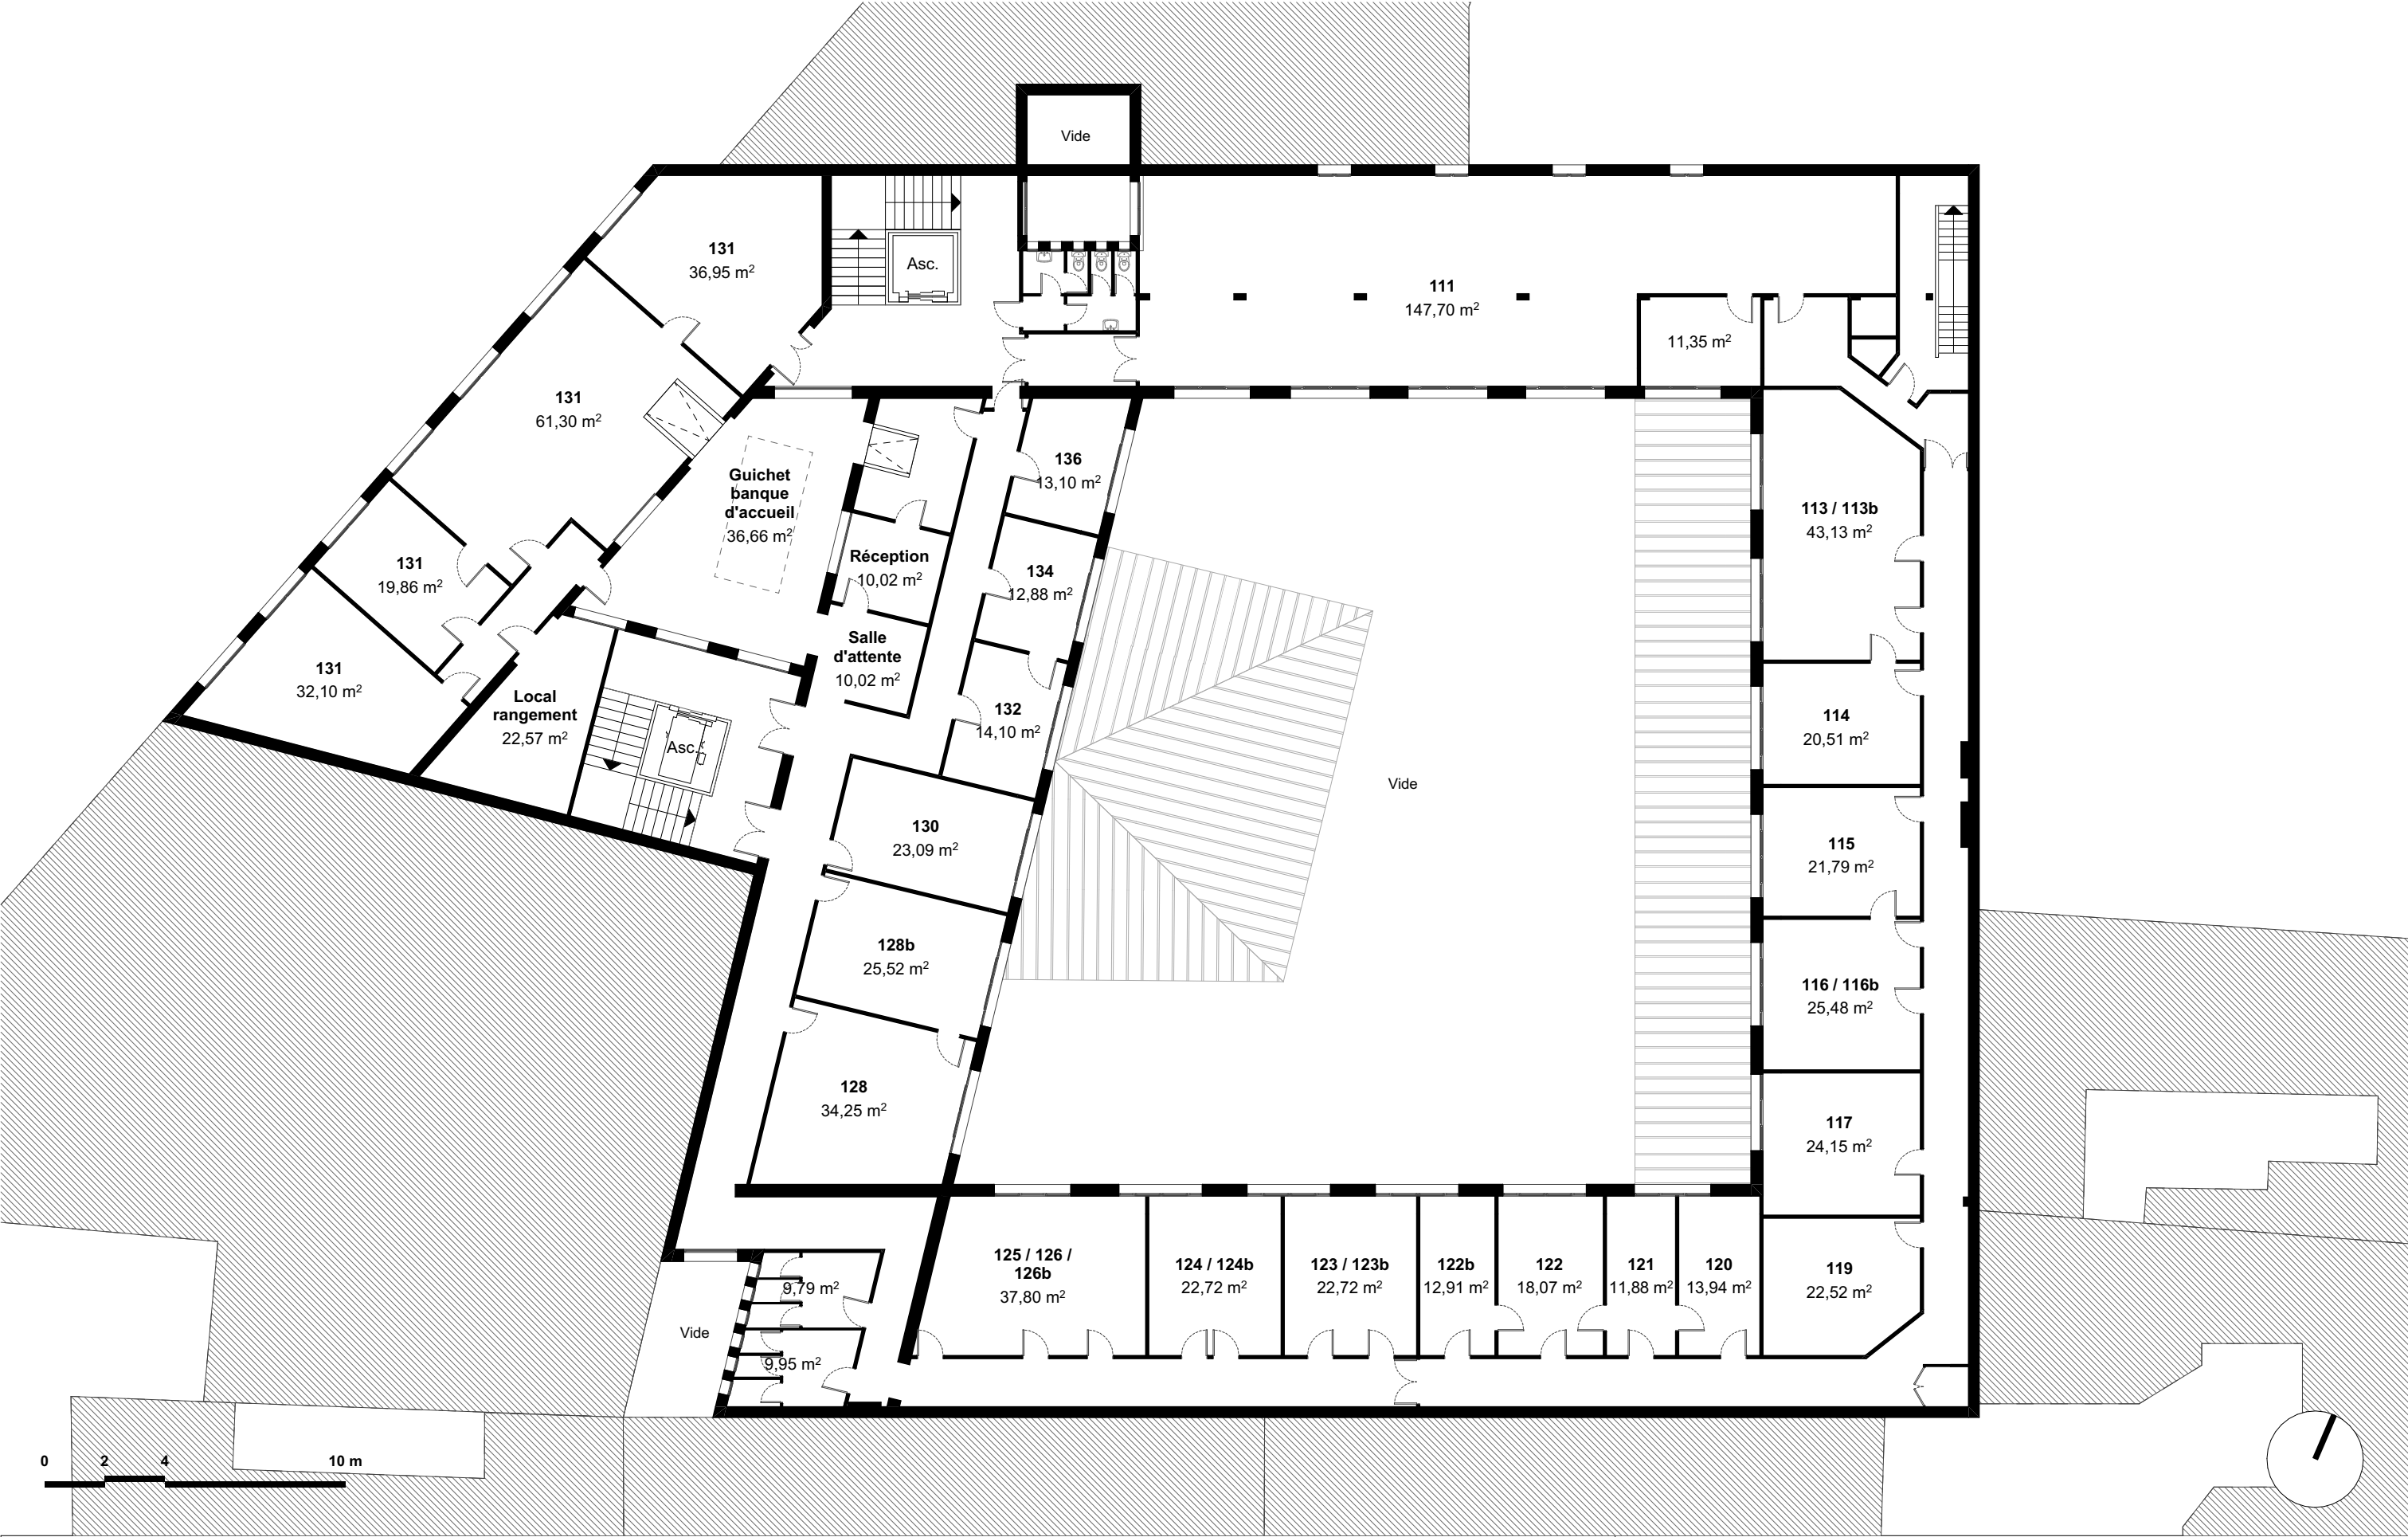 Vide
131
36,95 m²
Asc.
111
147,70 m²
11,35 m²
131
61,30 m²
Guichet
banque
d'accueil
36,66 m²
136
13,10 m²
113 / 113b
43,13 m²
Réception
10,02 m²
134
12,88 m²
131
19,86 m²
Salle
d'attente
10,02 m²
131
32,10 m²
Local
rangement
22,57 m²
Asc.
132
14,10 m²
114
20,51 m²
Vide
130
23,09 m²
115
21,79 m²
128b
25,52 m²
116 / 116b
25,48 m²
128
34,25 m²
117
24,15 m²
125 / 126 /
126b
37,80 m²
124 / 124b
22,72 m²
123 / 123b
22,72 m²
122b
12,91 m²
122
18,07 m²
121
11,88 m²
120
13,94 m²
119
22,52 m²
9,79 m²
Vide
9,95 m²
0 2 4 10 m